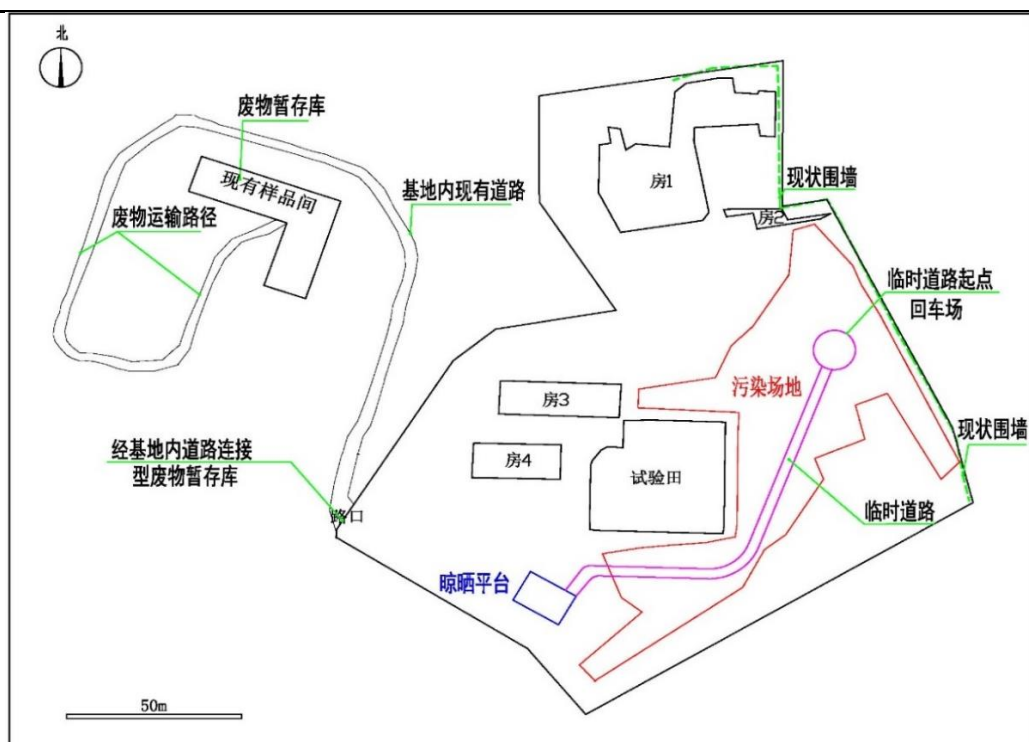 北
废物暂存库
现有样品间
废物运输路径
基地内现有道路
房1
现状围墙
房2
临时道路起点
回车场
污染场地
房3
房4
试验田
现状围墙
经基地内道路连接
型废物暂存库
路口
临时道路
晾晒平台
50m